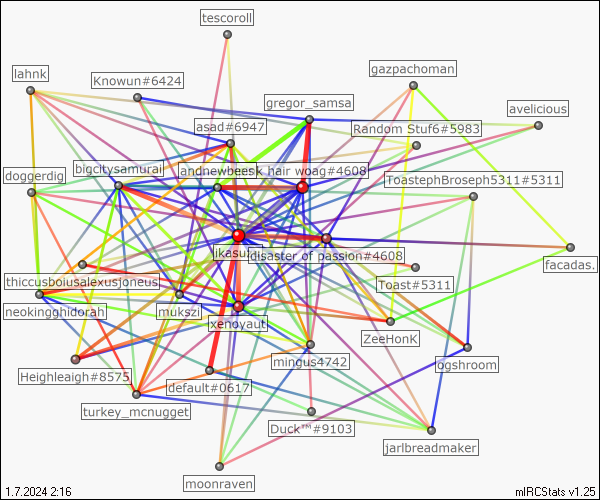 tescoroll
lahnk
Knowun#6424
gazpachoman
gregor_samsa
avelicious
asad#6947
Random Stuf6#5983
doggerdig
bigcitysamurai
andnewbeesk hair woag#4608
ToastephBroseph5311#5311
jikasu
disaster of passion#4608
facadas.
thiccusboiusalexusjoneus
Toast#5311
neokingghidorah
mukszi
xenoyaut
ZeeHonK
mingus4742
ogshroom
Heighleaigh#8575
default#0617
turkey_mcnugget
Duck™#9103
jarlbreadmaker
moonraven
1.7.2024 2:16
mIRCStats v1.25